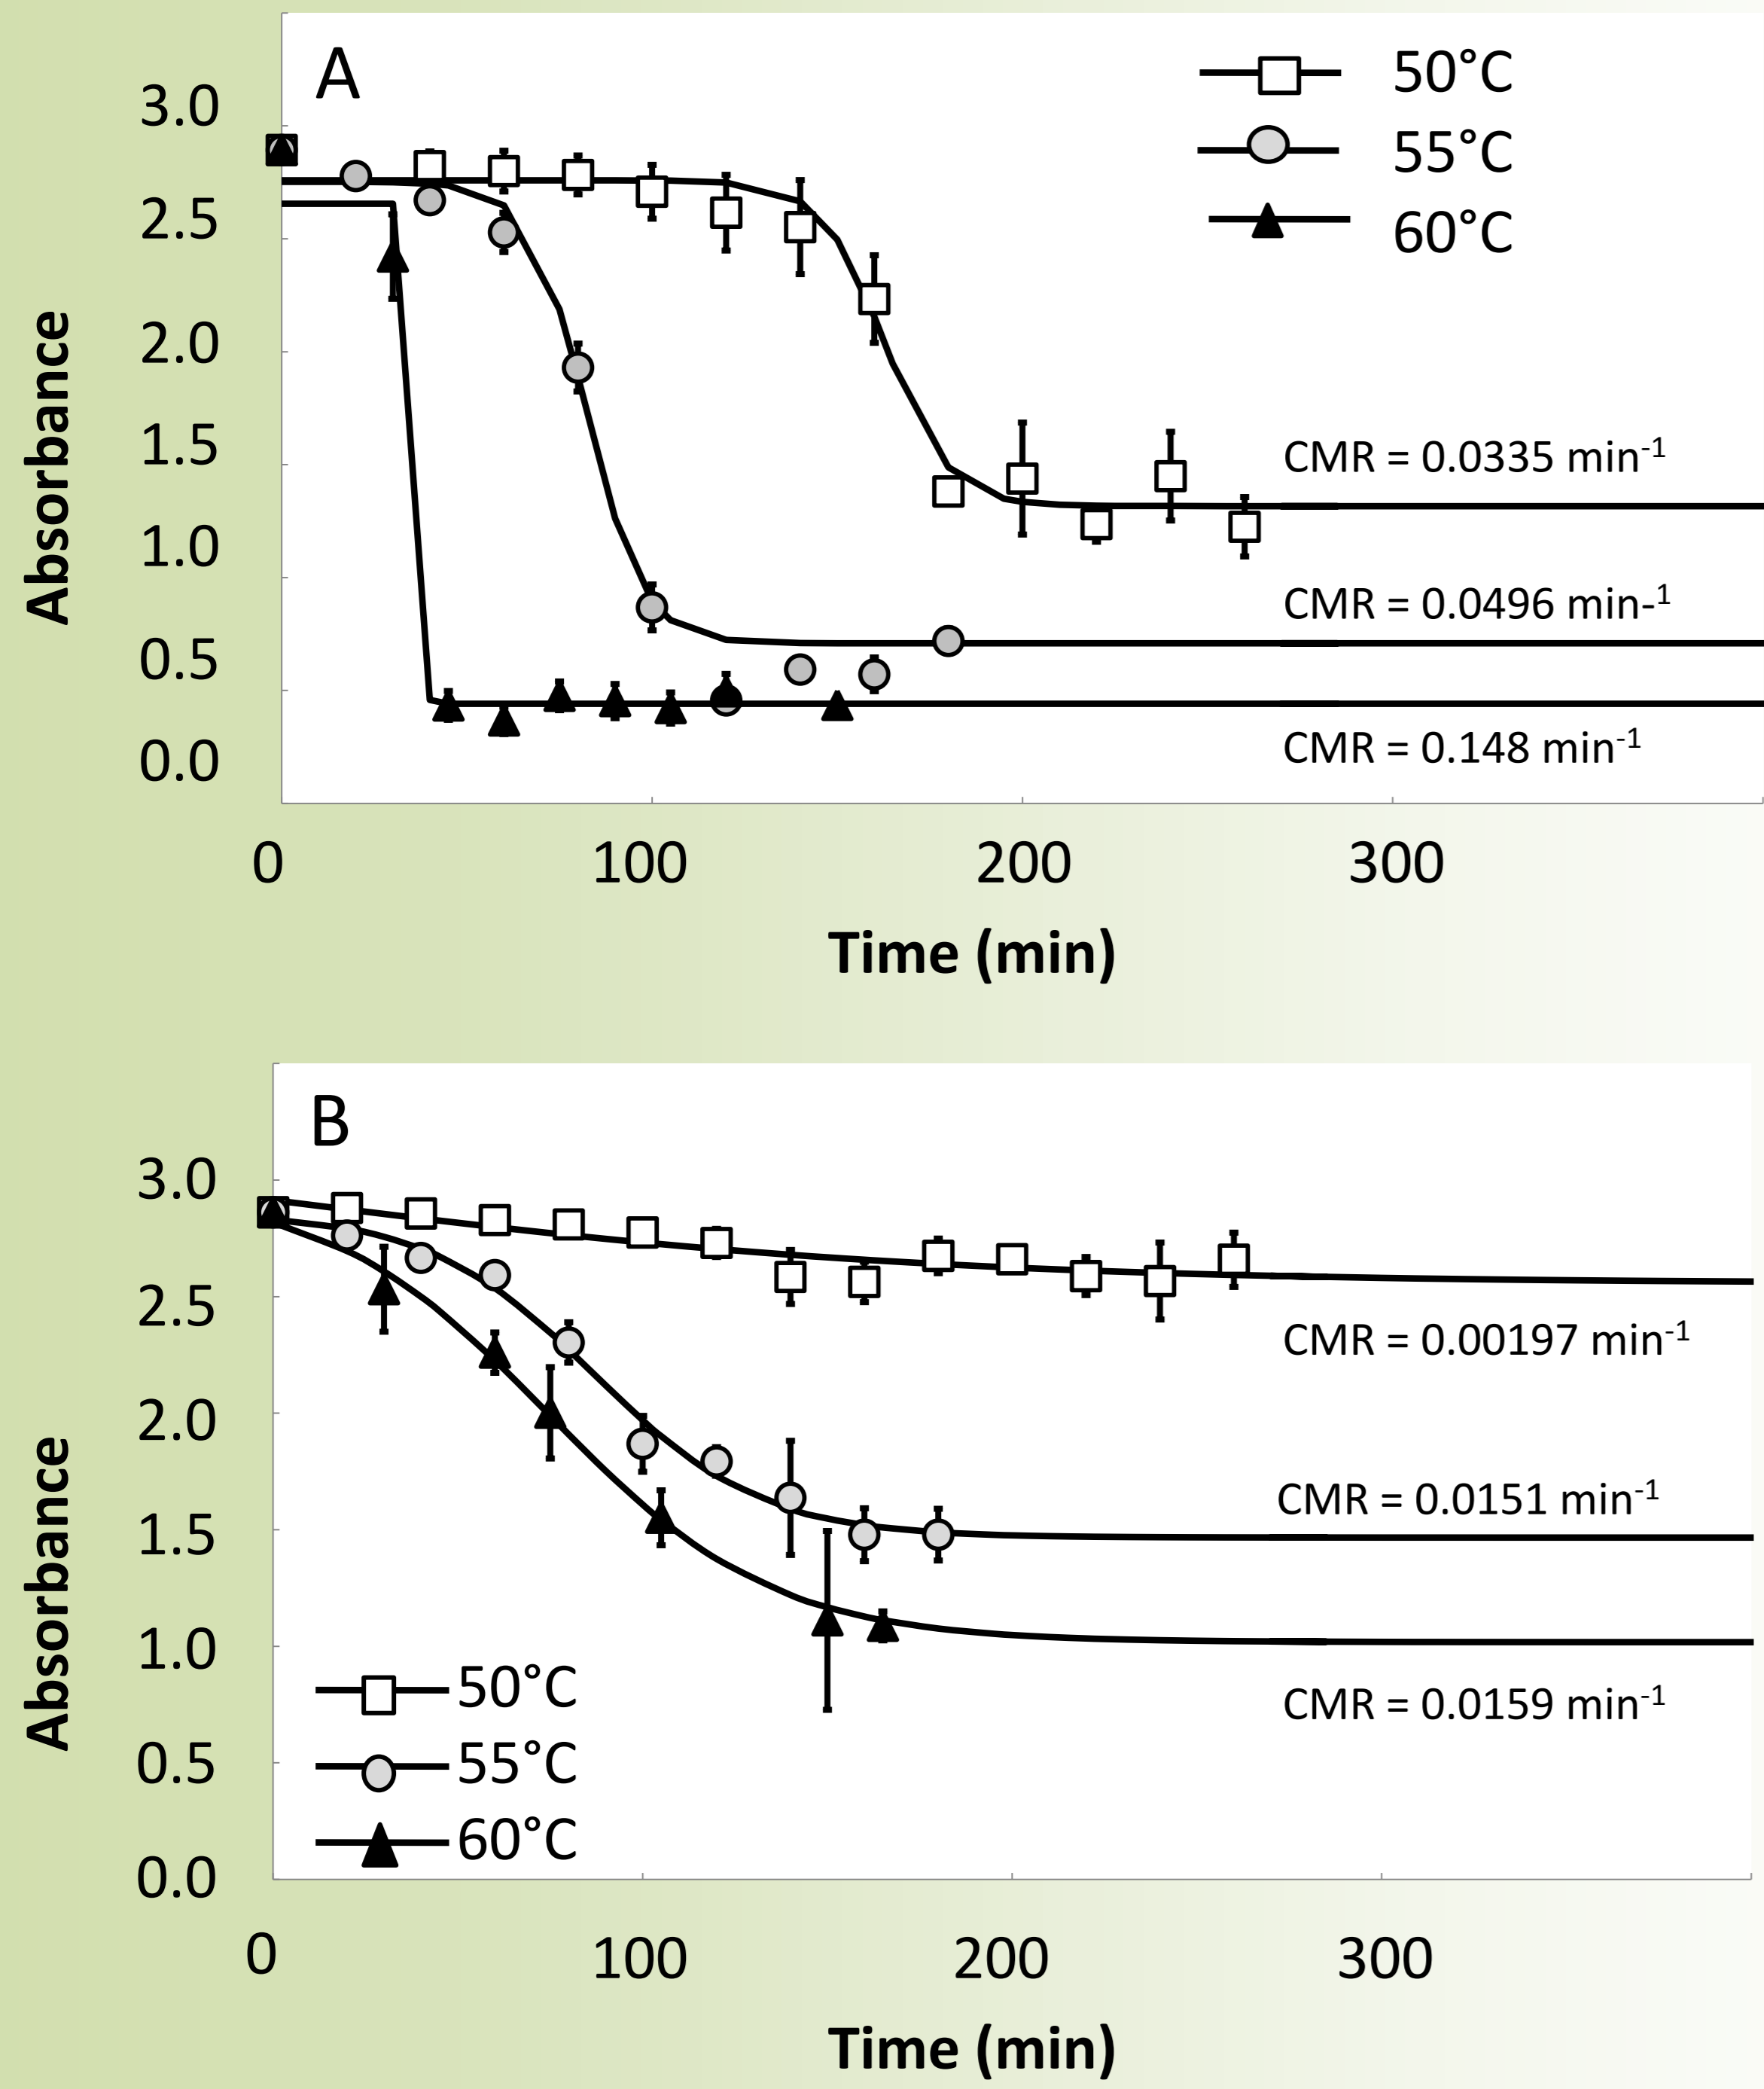 A
50°C
55°C
60°C
3.0
2.5
2.0
1.5
1.0
0.5
0.0
Absorbance
CMR = 0.0335 min⁻¹
CMR = 0.0496 min-¹
CMR = 0.148 min⁻¹
0 100 200 300
Time (min)
B
3.0
2.5
2.0
1.5
1.0
0.5
0.0
Absorbance
CMR = 0.00197 min⁻¹
CMR = 0.0151 min⁻¹
CMR = 0.0159 min⁻¹
50°C
55°C
60°C
0 100 200 300
Time (min)